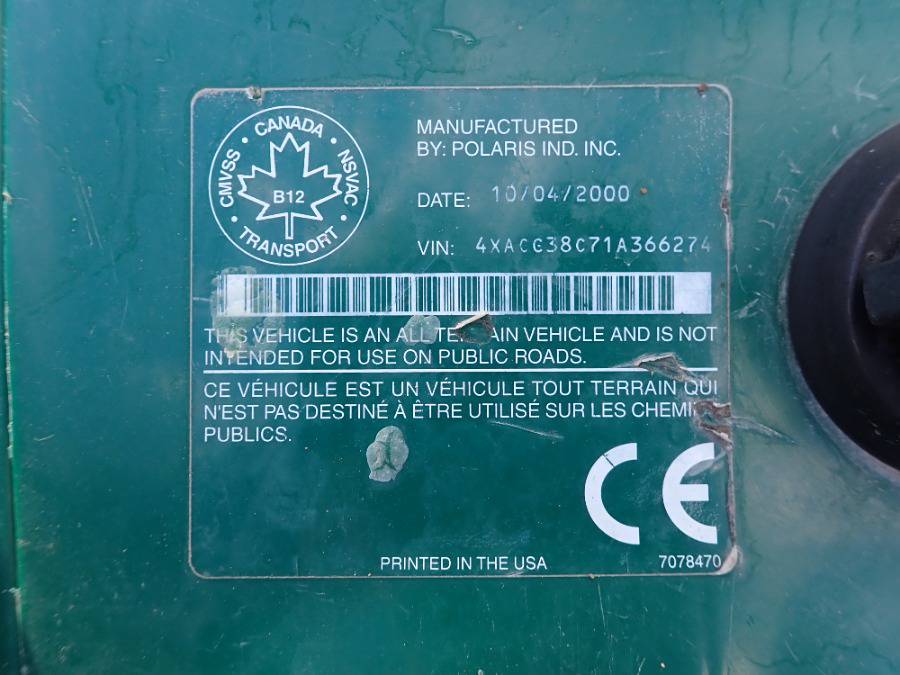 CANADA
CMVSS • NSVAC
B12
• TRANSPORT •
MANUFACTURED
BY: POLARIS IND. INC.
DATE: 10/04/2000
VIN: 4XACG38C71A366274
THIS VEHICLE IS AN ALL TERRAIN VEHICLE AND IS NOT
INTENDED FOR USE ON PUBLIC ROADS.
CE VÉHICULE EST UN VÉHICULE TOUT TERRAIN QUI
N'EST PAS DESTINÉ À ÊTRE UTILISÉ SUR LES CHEMI
PUBLICS.
CE
PRINTED IN THE USA
7078470